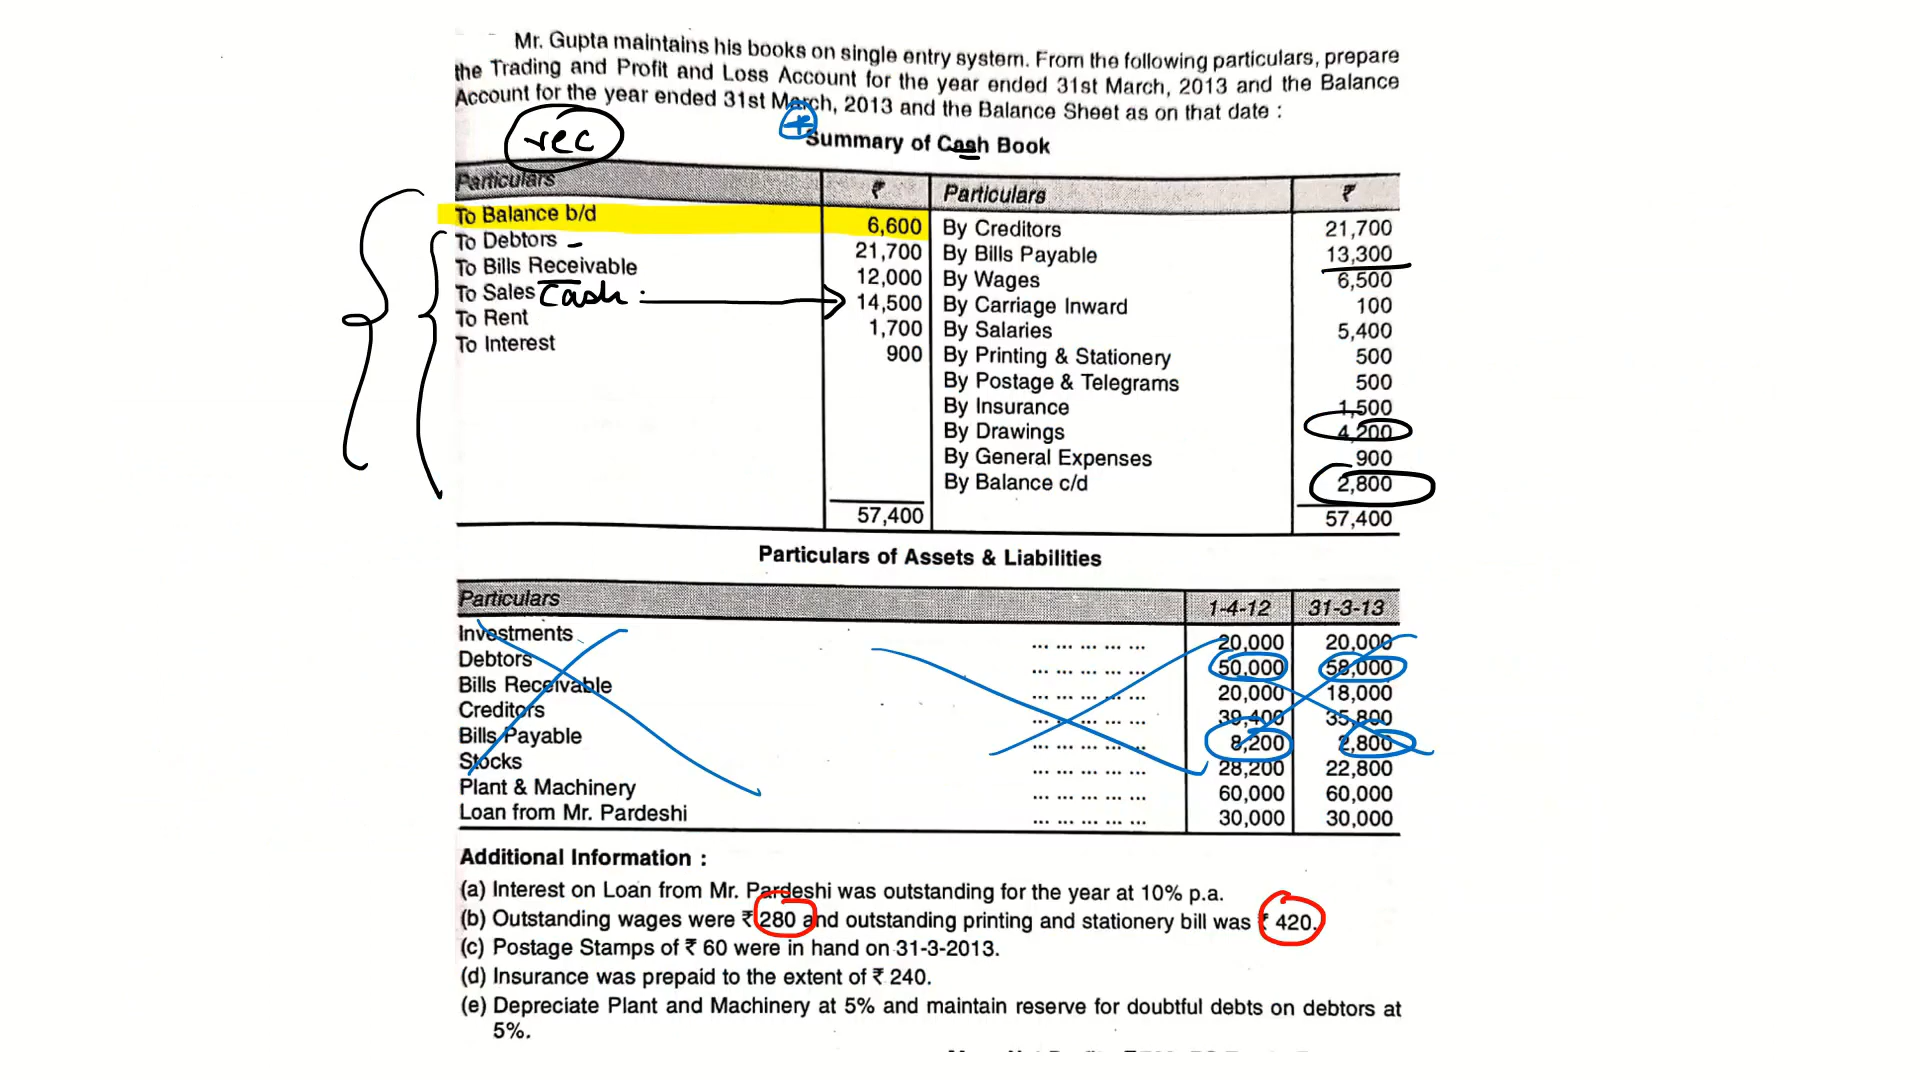 Mr. Gupta maintains his books on single entry system. From the following particulars, prepare
the Trading and Profit and Loss Account for the year ended 31st March, 2013 and the Balance
Account for the year ended 31st March, 2013 and the Balance Sheet as on that date :
rec
Summary of Cash Book
Particulars ₹ Particulars ₹
To Balance b/d 6,600 By Creditors 21,700
To Debtors 21,700 By Bills Payable 13,300
To Bills Receivable 12,000 By Wages 6,500
To Sales Cash 14,500 By Carriage Inward 100
To Rent 1,700 By Salaries 5,400
To Interest 900 By Printing & Stationery 500
By Postage & Telegrams 500
By Insurance 1,500
By Drawings 4,200
By General Expenses 900
By Balance c/d 2,800
57,400 57,400
Particulars of Assets & Liabilities
Particulars 1-4-12 31-3-13
Investments ... ... ... ... ... 20,000 20,000
Debtors ... ... ... ... ... 50,000 58,000
Bills Receivable ... ... ... ... ... 20,000 18,000
Creditors ... ... ... ... ... 39,400 35,800
Bills Payable ... ... ... ... ... 8,200 2,800
Stocks ... ... ... ... ... 28,200 22,800
Plant & Machinery ... ... ... ... ... 60,000 60,000
Loan from Mr. Pardeshi ... ... ... ... ... 30,000 30,000
Additional Information :
(a) Interest on Loan from Mr. Pardeshi was outstanding for the year at 10% p.a.
(b) Outstanding wages were ₹ 280 and outstanding printing and stationery bill was ₹ 420.
(c) Postage Stamps of ₹ 60 were in hand on 31-3-2013.
(d) Insurance was prepaid to the extent of ₹ 240.
(e) Depreciate Plant and Machinery at 5% and maintain reserve for doubtful debts on debtors at
5%.